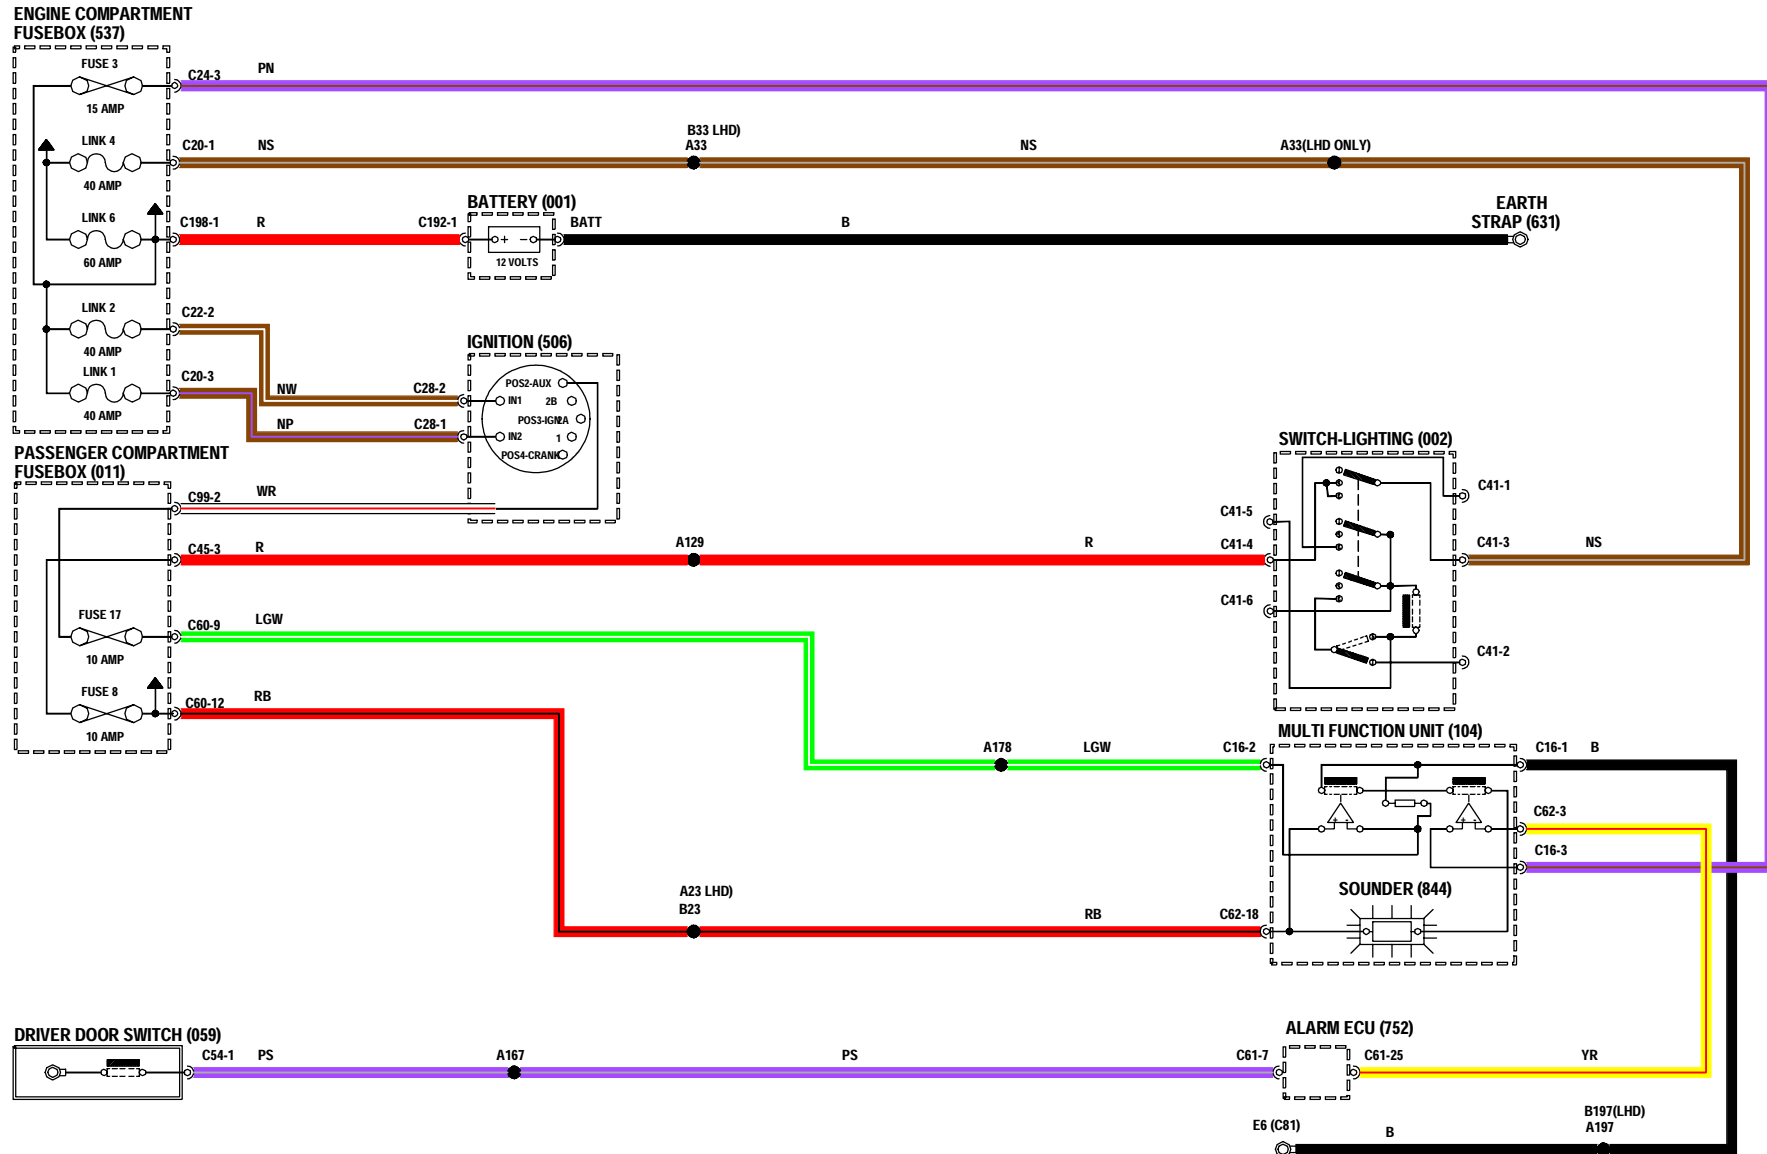 ENGINE COMPARTMENT
FUSEBOX (537)
FUSE 3
15 AMP
C24-3
PN
LINK 4
40 AMP
C20-1
NS
B33 LHD)
A33
NS
A33(LHD ONLY)
LINK 6
60 AMP
C198-1
R
C192-1
BATTERY (001)
12 VOLTS
BATT
B
EARTH
STRAP (631)
LINK 2
40 AMP
C22-2
LINK 1
40 AMP
C20-3
NW
C28-2
NP
C28-1
IGNITION (506)
POS2-AUX
IN1
2B
POS3-IGN
2A
IN2
1
POS4-CRANK
PASSENGER COMPARTMENT
FUSEBOX (011)
C99-2
WR
C45-3
R
A129
R
C41-4
SWITCH-LIGHTING (002)
C41-5
C41-6
C41-1
C41-3
NS
C41-2
FUSE 17
10 AMP
C60-9
LGW
FUSE 8
10 AMP
C60-12
RB
A178
LGW
C16-2
MULTI FUNCTION UNIT (104)
+ -
+ -
C16-1
B
C62-3
C16-3
SOUNDER (844)
A23 LHD)
B23
RB
C62-18
DRIVER DOOR SWITCH (059)
C54-1
PS
A167
PS
C61-7
ALARM ECU (752)
C61-25
YR
E6 (C81)
B
B197(LHD)
A197